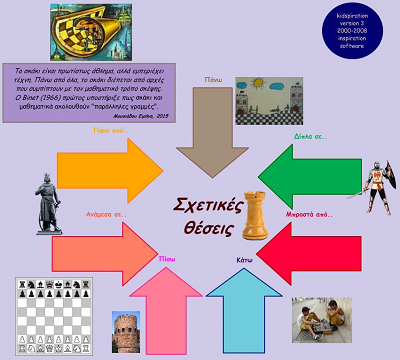 kidspiration
version 3
2000-2008
inspiration
software
Το σκάκι είναι πρωτίστως άθλημα, αλλά εμπεριέχει
τέχνη. Πάνω από όλα, το σκάκι διέπεται από αρχές
που συμπίπτουν με τον μαθηματικό τρόπο σκέψης.
Ο Binet (1966) πρώτος υποστήριξε πως σκάκι και
μαθηματικά ακολουθούν "παράλληλες γραμμές".
Μουντάδου Ειρήνη, 2015
Πάνω
Γύρω από..
Δίπλα σε..
Σχετικές
θέσεις
Ανάμεσα σε..
Μπροστά από..
Πίσω
Κάτω